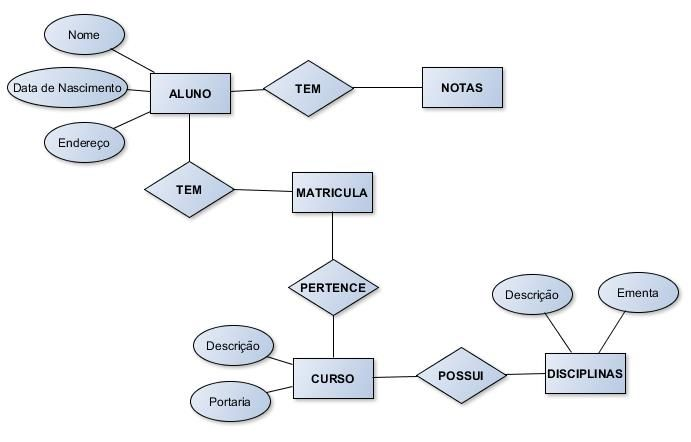 Nome
Data de Nascimento
ALUNO
TEM
NOTAS
Endereço
TEM
MATRICULA
PERTENCE
Descrição
Ementa
Descrição
CURSO
POSSUI
DISCIPLINAS
Portaria